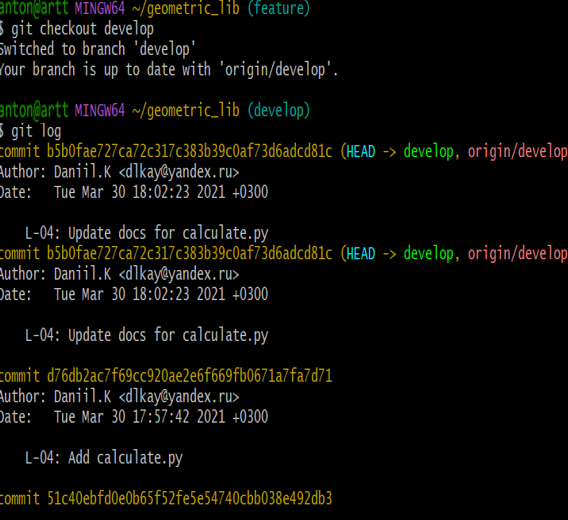 anton@artt MINGW64 ~/geometric_lib (feature)
$ git checkout develop
Switched to branch 'develop'
Your branch is up to date with 'origin/develop'.
anton@artt MINGW64 ~/geometric_lib (develop)
$ git log
commit b5b0fae727ca72c317c383b39c0af73d6adcd81c (HEAD -> develop, origin/develop
Author: Daniil.K <dlkay@yandex.ru>
Date:   Tue Mar 30 18:02:23 2021 +0300
L-04: Update docs for calculate.py
commit b5b0fae727ca72c317c383b39c0af73d6adcd81c (HEAD -> develop, origin/develop
Author: Daniil.K <dlkay@yandex.ru>
Date:   Tue Mar 30 18:02:23 2021 +0300
L-04: Update docs for calculate.py
commit d76db2ac7f69cc920ae2e6f669fb0671a7fa7d71
Author: Daniil.K <dlkay@yandex.ru>
Date:   Tue Mar 30 17:57:42 2021 +0300
L-04: Add calculate.py
commit 51c40ebfd0e0b65f52fe5e54740cbb038e492db3